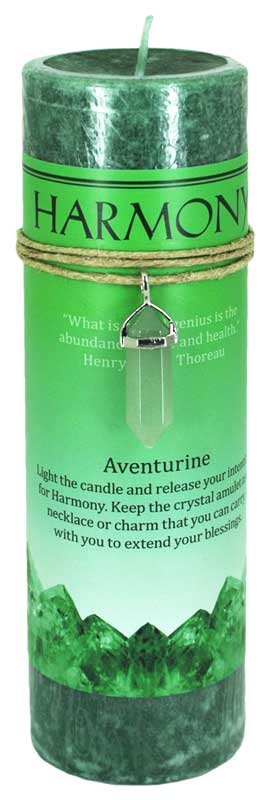 HARMONY
"What is genius is the
abundance and health."
Henry Thoreau
Aventurine
Light the candle and release your
for Harmony. Keep the crystal amulet
necklace or charm that you can carry
with you to extend your blessings.